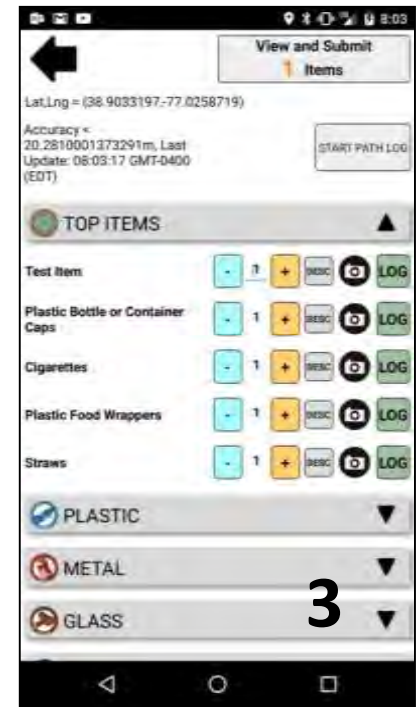 8:03
View and Submit
1 Items
Lat,Lng = (38.9033197,-77.0258719)
Accuracy <
20.2810001373291m, Last
Update: 08:03:17 GMT-0400
(EDT)
START PATH LOG
TOP ITEMS
Test Item - 1 + DESC LOG
Plastic Bottle or Container
Caps - 1 + DESC LOG
Cigarettes - 1 + DESC LOG
Plastic Food Wrappers - 1 + DESC LOG
Straws - 1 + DESC LOG
PLASTIC
METAL
GLASS
3